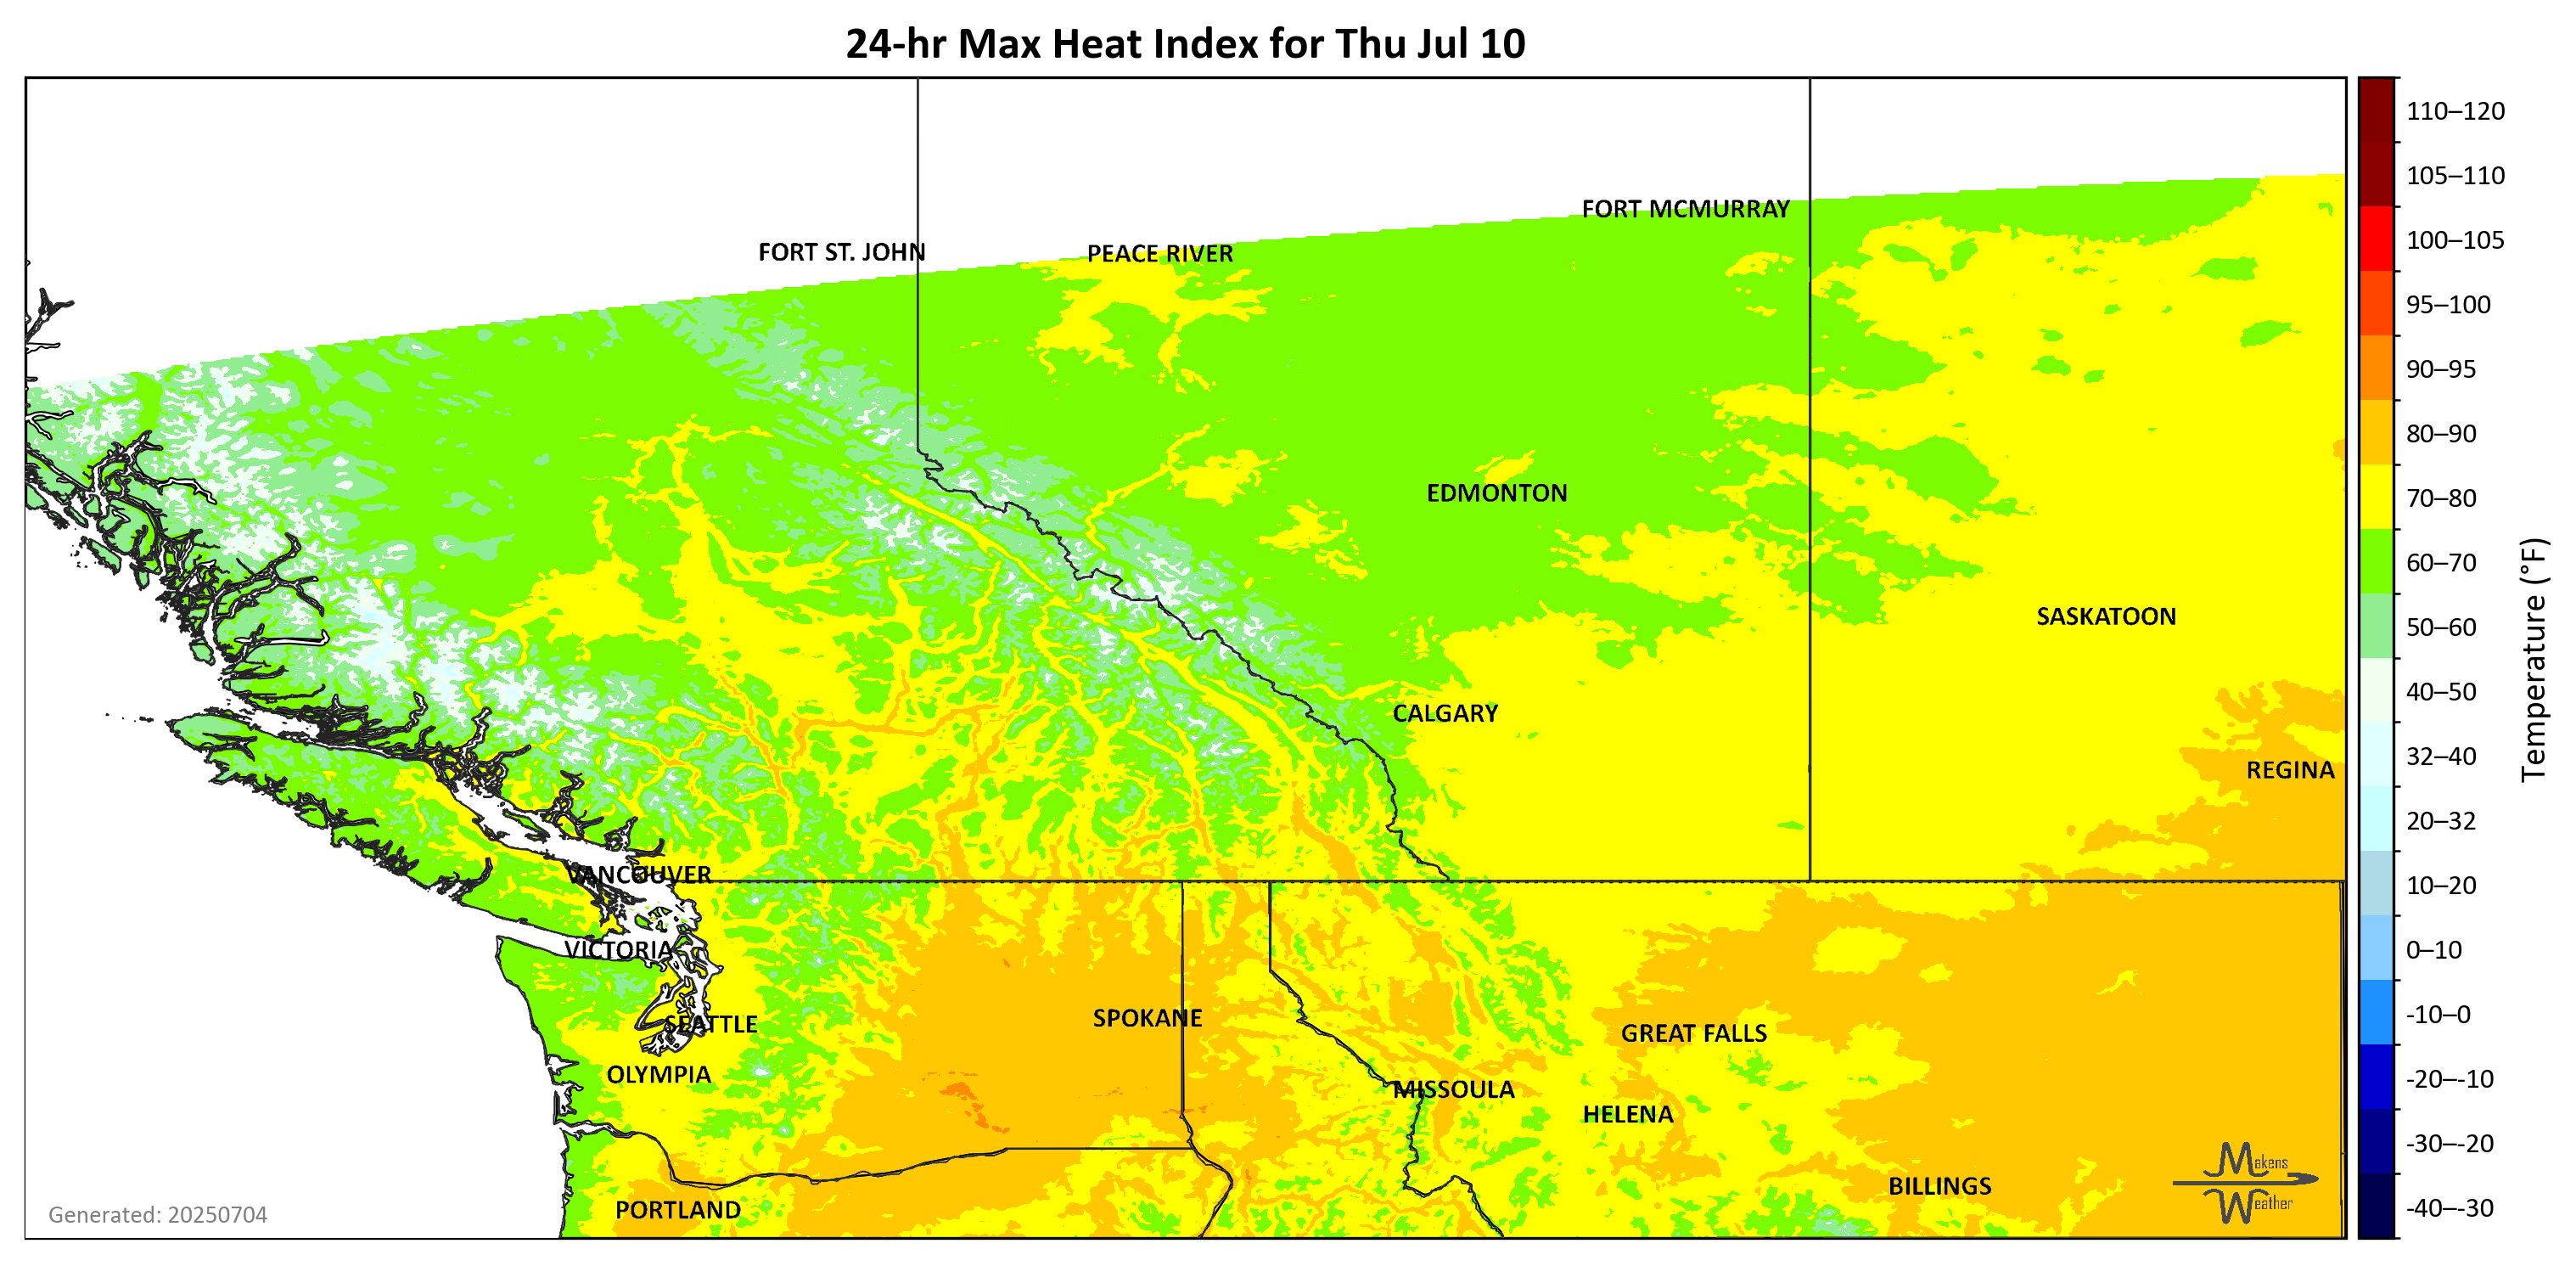 24-hr Max Heat Index for Thu Jul 10
FORT MCMURRAY
FORT ST. JOHN
PEACE RIVER
EDMONTON
SASKATOON
CALGARY
REGINA
VANCOUVER
VICTORIA
SEATTLE
SPOKANE
GREAT FALLS
OLYMPIA
MISSOULA
HELENA
BILLINGS
PORTLAND
Makens
Weather
Generated: 20250704
110–120
105–110
100–105
95–100
90–95
80–90
70–80
60–70
50–60
40–50
32–40
20–32
10–20
0–10
-10–0
-20–-10
-30–-20
-40–-30
Temperature (°F)